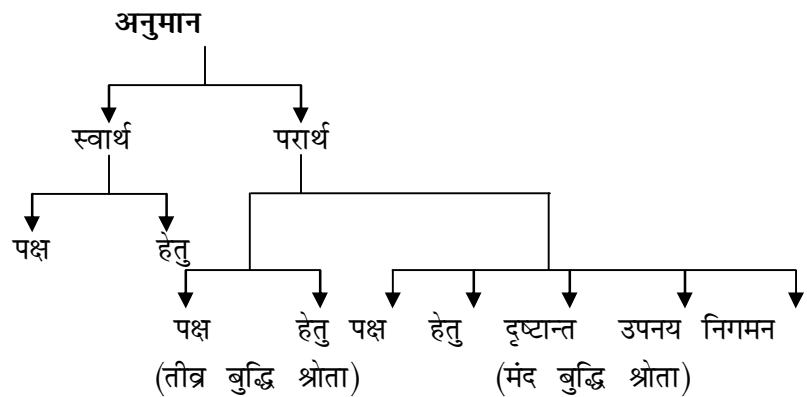 अनुमान
स्वार्थ परार्थ
पक्ष हेतु
पक्ष हेतु पक्ष हेतु दृष्टान्त उपनय निगमन
(तीव्र बुद्धि श्रोता) (मंद बुद्धि श्रोता)